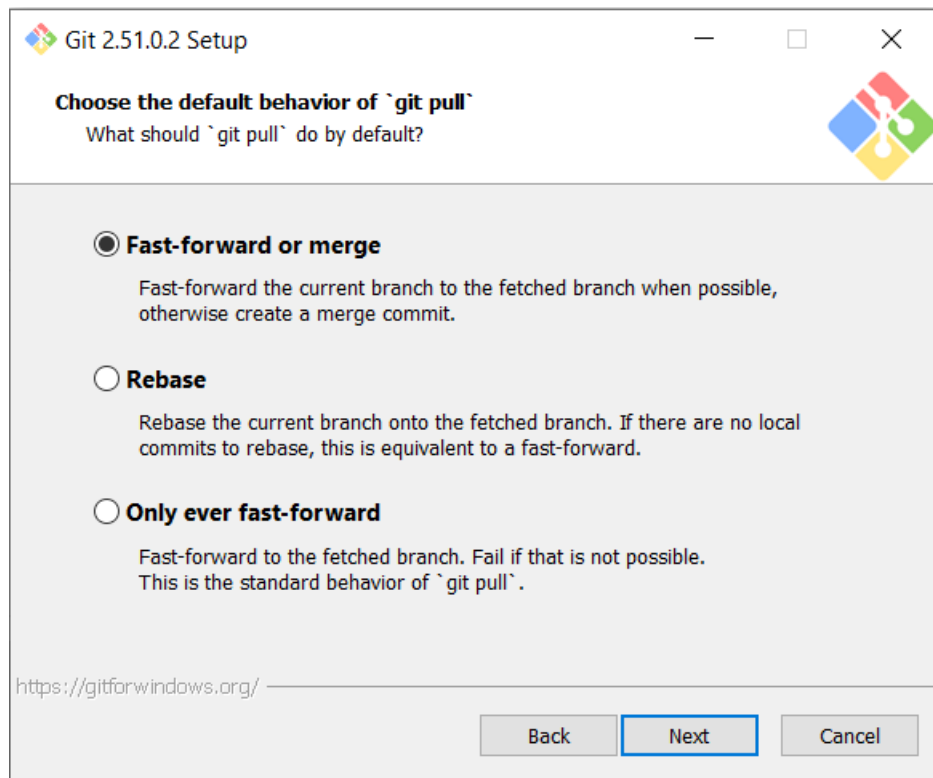 Git 2.51.0.2 Setup
Choose the default behavior of `git pull`
What should `git pull` do by default?
Fast-forward or merge
Fast-forward the current branch to the fetched branch when possible,
otherwise create a merge commit.
Rebase
Rebase the current branch onto the fetched branch. If there are no local
commits to rebase, this is equivalent to a fast-forward.
Only ever fast-forward
Fast-forward to the fetched branch. Fail if that is not possible.
This is the standard behavior of `git pull`.
https://gitforwindows.org/
Back Next Cancel